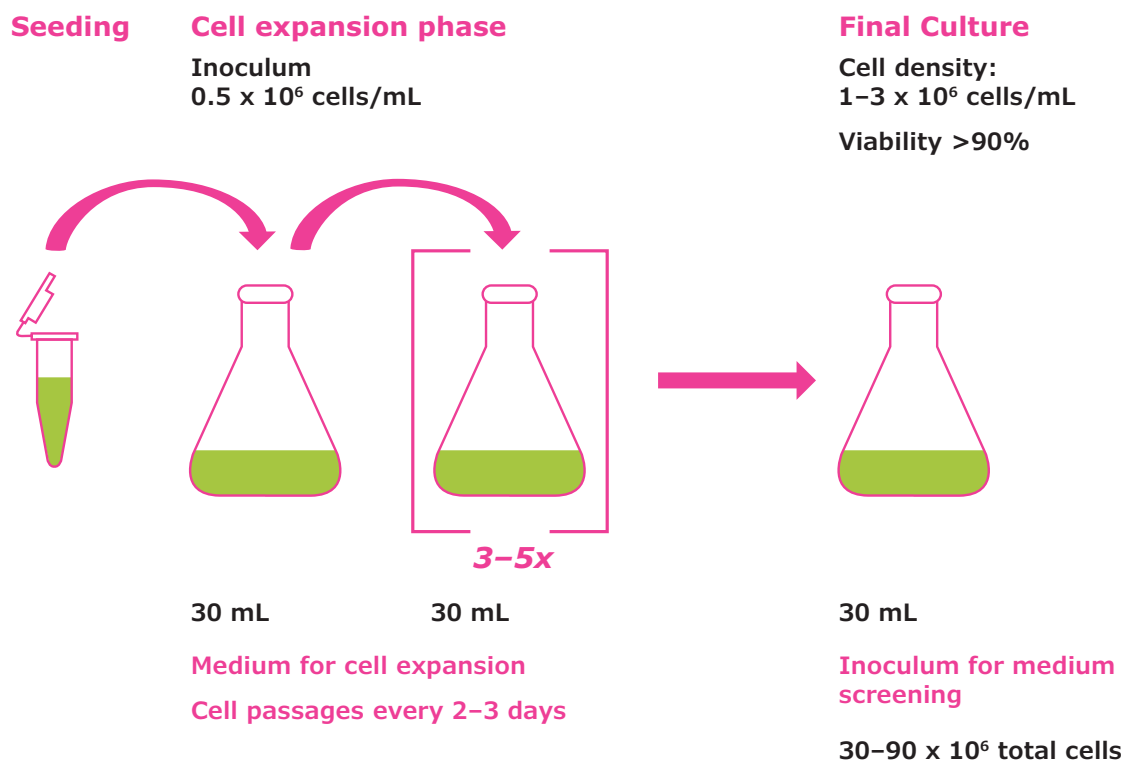 Seeding
Cell expansion phase
Inoculum
0.5 x 10⁶ cells/mL
Final Culture
Cell density:
1–3 x 10⁶ cells/mL
Viability >90%
3–5x
30 mL
30 mL
Medium for cell expansion
Cell passages every 2–3 days
30 mL
Inoculum for medium
screening
30–90 x 10⁶ total cells